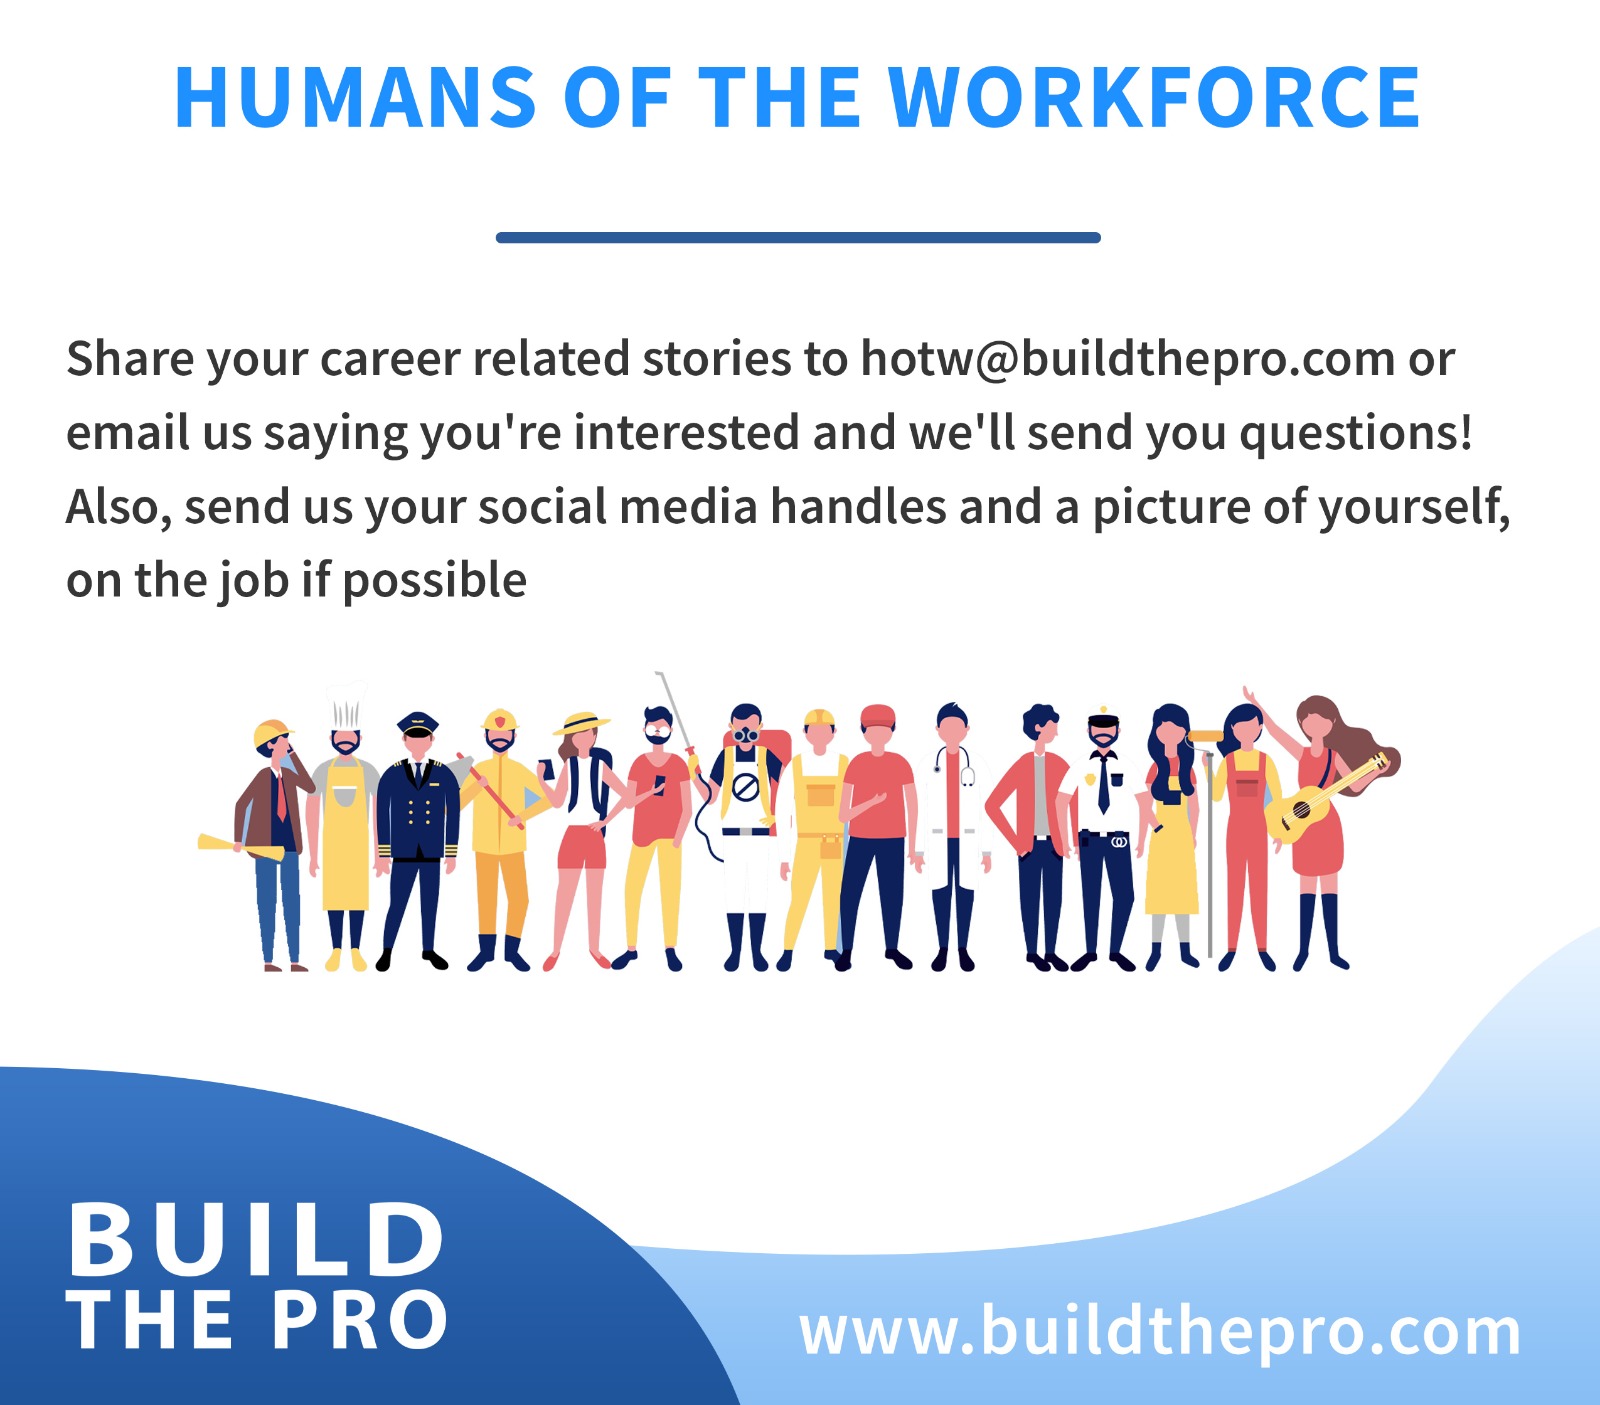 HUMANS OF THE WORKFORCE
Share your career related stories to hotw@buildthepro.com or
email us saying you're interested and we'll send you questions!
Also, send us your social media handles and a picture of yourself,
on the job if possible
BUILD
THE PRO
www.buildthepro.com